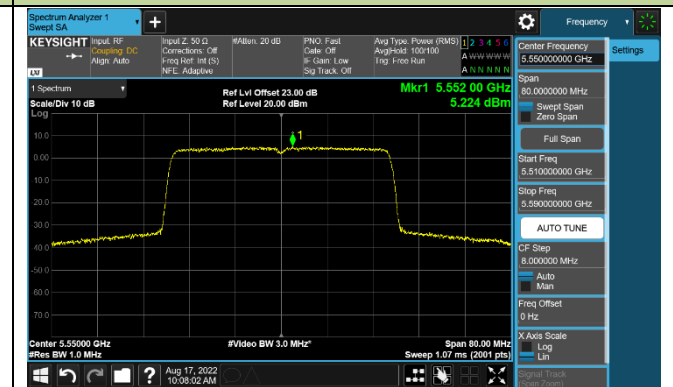 Spectrum Analyzer 1
Swept SA
Frequency
KEYSIGHT
Input: RF
Coupling: DC
Align: Auto
Input Z: 50 Ω
Corrections: Off
Freq Ref: Int (S)
NFE: Adaptive
#Atten: 20 dB
PNO: Fast
Gate: Off
IF Gain: Low
Sig Track: Off
Avg Type: Power (RMS)
Avg|Hold: 100/100
Trig: Free Run
1 2 3 4 5 6
A W W W W W
A N N N N N
LXI
1 Spectrum
Scale/Div 10 dB
Log
Ref Lvl Offset 23.00 dB
Ref Level 20.00 dBm
Mkr1 5.552 00 GHz
5.224 dBm
1
10.0
0.00
-10.0
-20.0
-30.0
-40.0
-50.0
-60.0
-70.0
Center 5.55000 GHz
#Res BW 1.0 MHz
#Video BW 3.0 MHz*
Span 80.00 MHz
Sweep 1.07 ms (2001 pts)
Center Frequency
5.550000000 GHz
Settings
Span
80.0000000 MHz
Swept Span
Zero Span
Full Span
Start Freq
5.510000000 GHz
Stop Freq
5.590000000 GHz
AUTO TUNE
CF Step
8.000000 MHz
Auto
Man
Freq Offset
0 Hz
X Axis Scale
Log
Lin
Signal Track
(Span Zoom)
?
Aug 17, 2022
10:08:02 AM